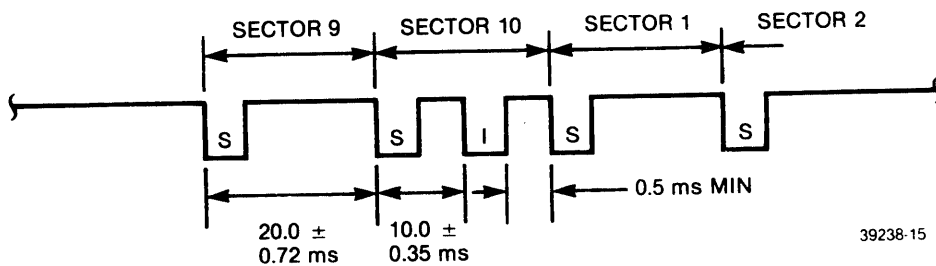 SECTOR 9 SECTOR 10 SECTOR 1 SECTOR 2
S S I S S
0.5 ms MIN
20.0 ± 10.0 ±
0.72 ms 0.35 ms
39238-15